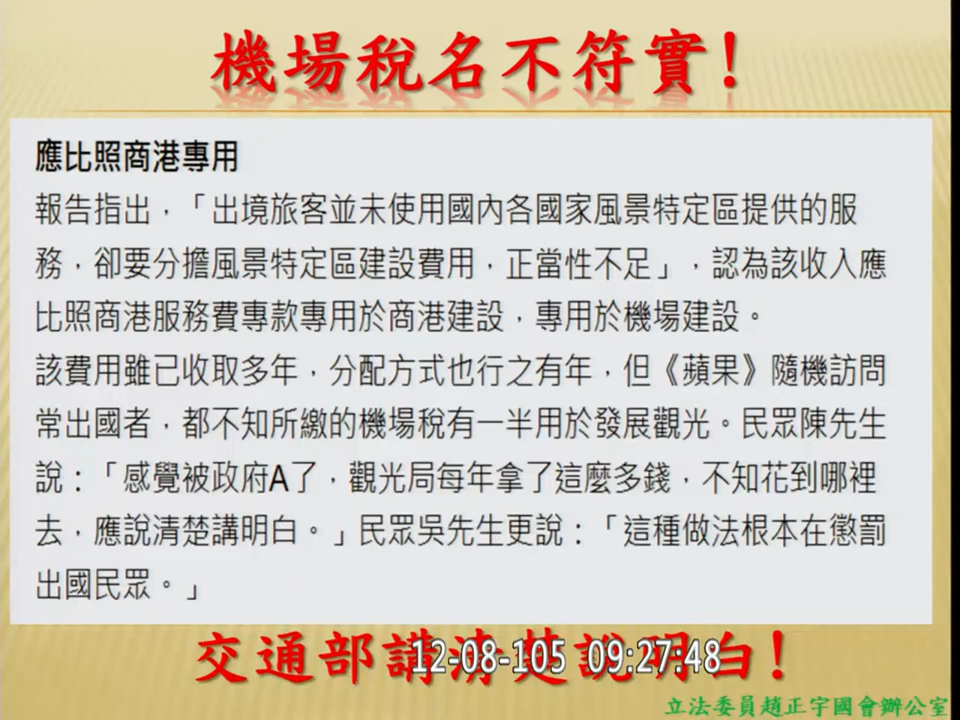 機場稅名不符實!
應比照商港專用
報告指出，「出境旅客並未使用國內各國家風景特定區提供的服
務，卻要分擔風景特定區建設費用，正當性不足」，認為該收入應
比照商港服務費專款專用於商港建設，專用於機場建設。
該費用雖已收取多年，分配方式也行之有年，但《蘋果》隨機訪問
常出國者，都不知所繳的機場稅有一半用於發展觀光。民眾陳先生
說：「感覺被政府A了，觀光局每年拿了這麼多錢，不知花到哪裡
去，應說清楚講明白。」民眾吳先生更說：「這種做法根本在懲罰
出國民眾。」
交通部講清楚說明白!
12-08-105 09:27:48
立法委員趙正宇國會辦公室